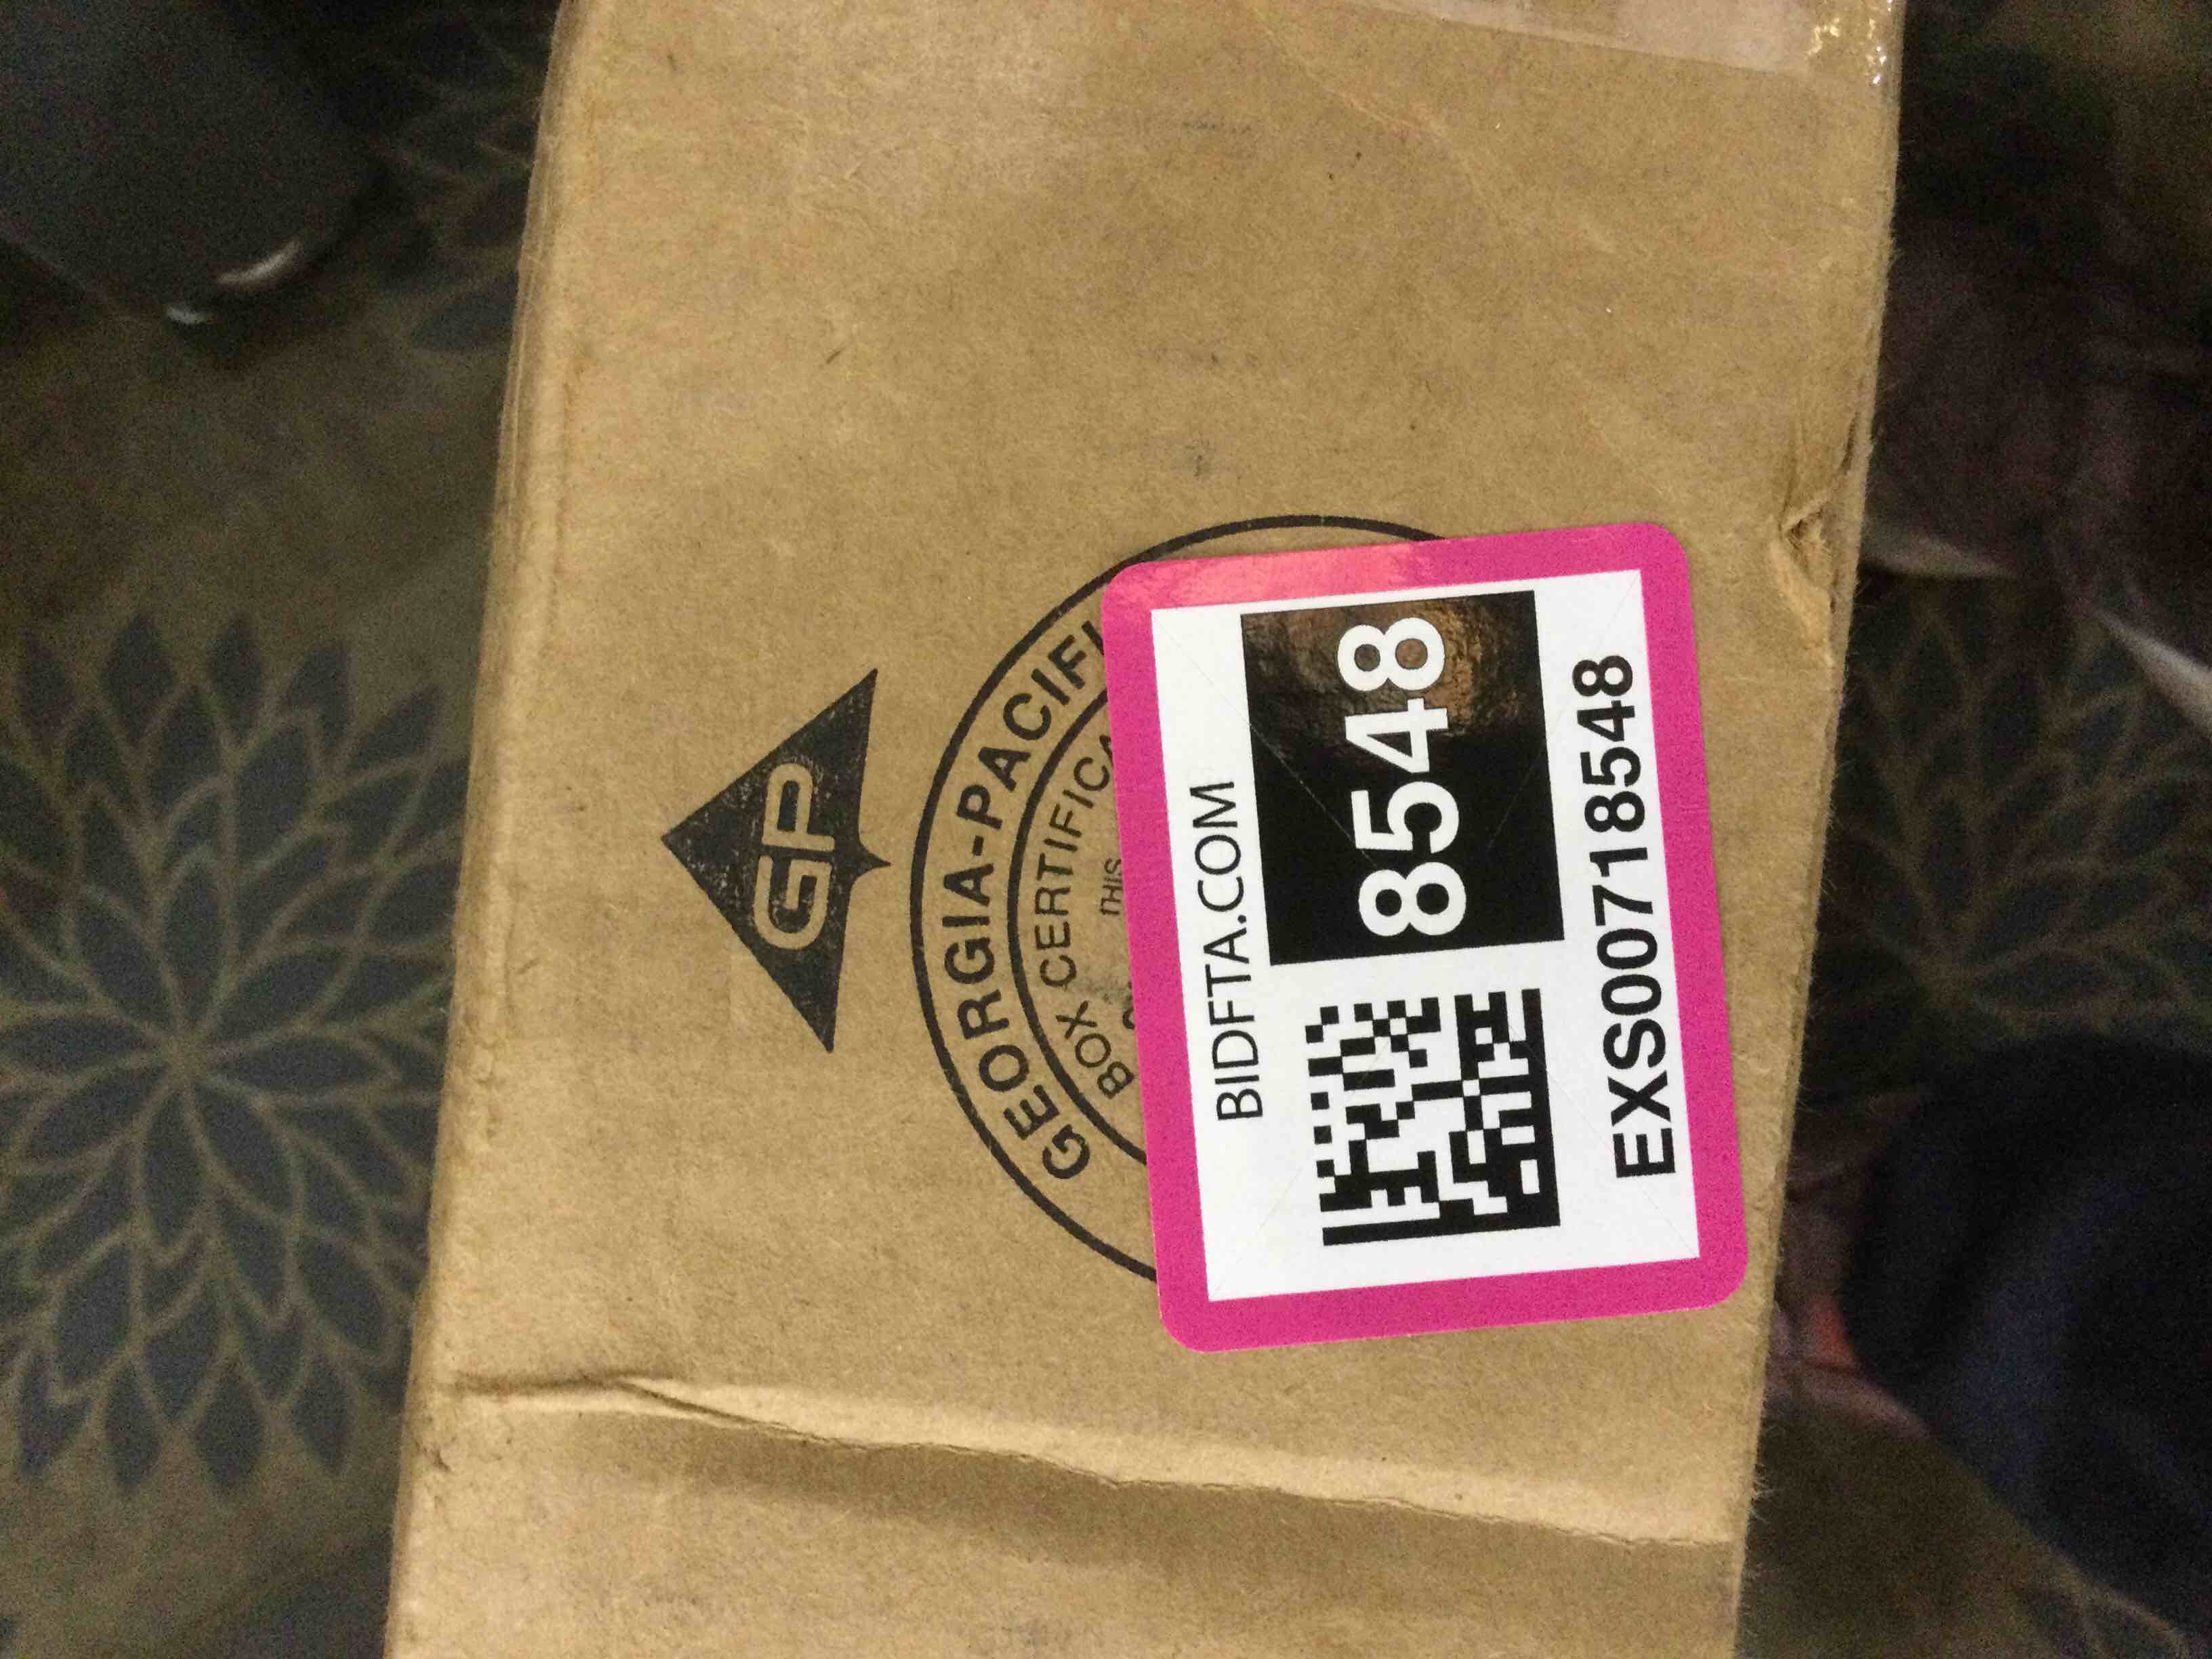 GP
GEORGIA-PACIFI
BOX CERTIFICA
THIS
BIDFTA.COM
8548
EXS00718548